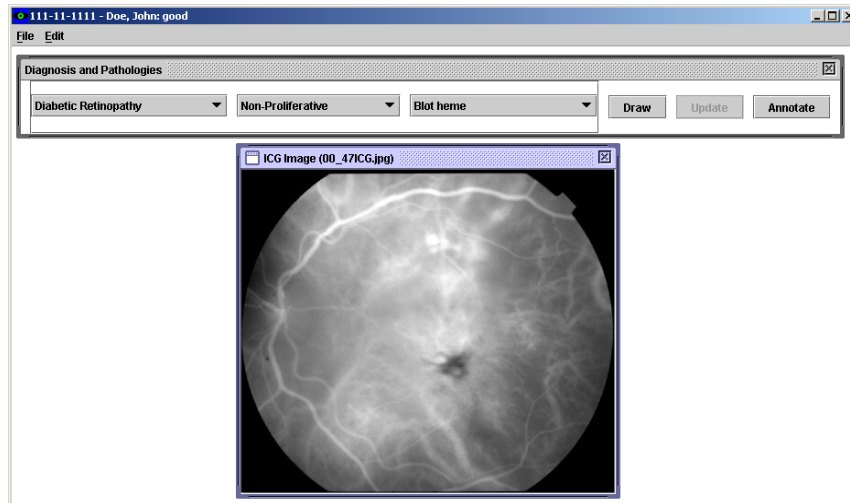 111-11-1111 - Doe, John: good
File Edit
Diagnosis and Pathologies
Diabetic Retinopathy Non-Proliferative Blot heme Draw Update Annotate
ICG Image (00_47ICG.jpg)